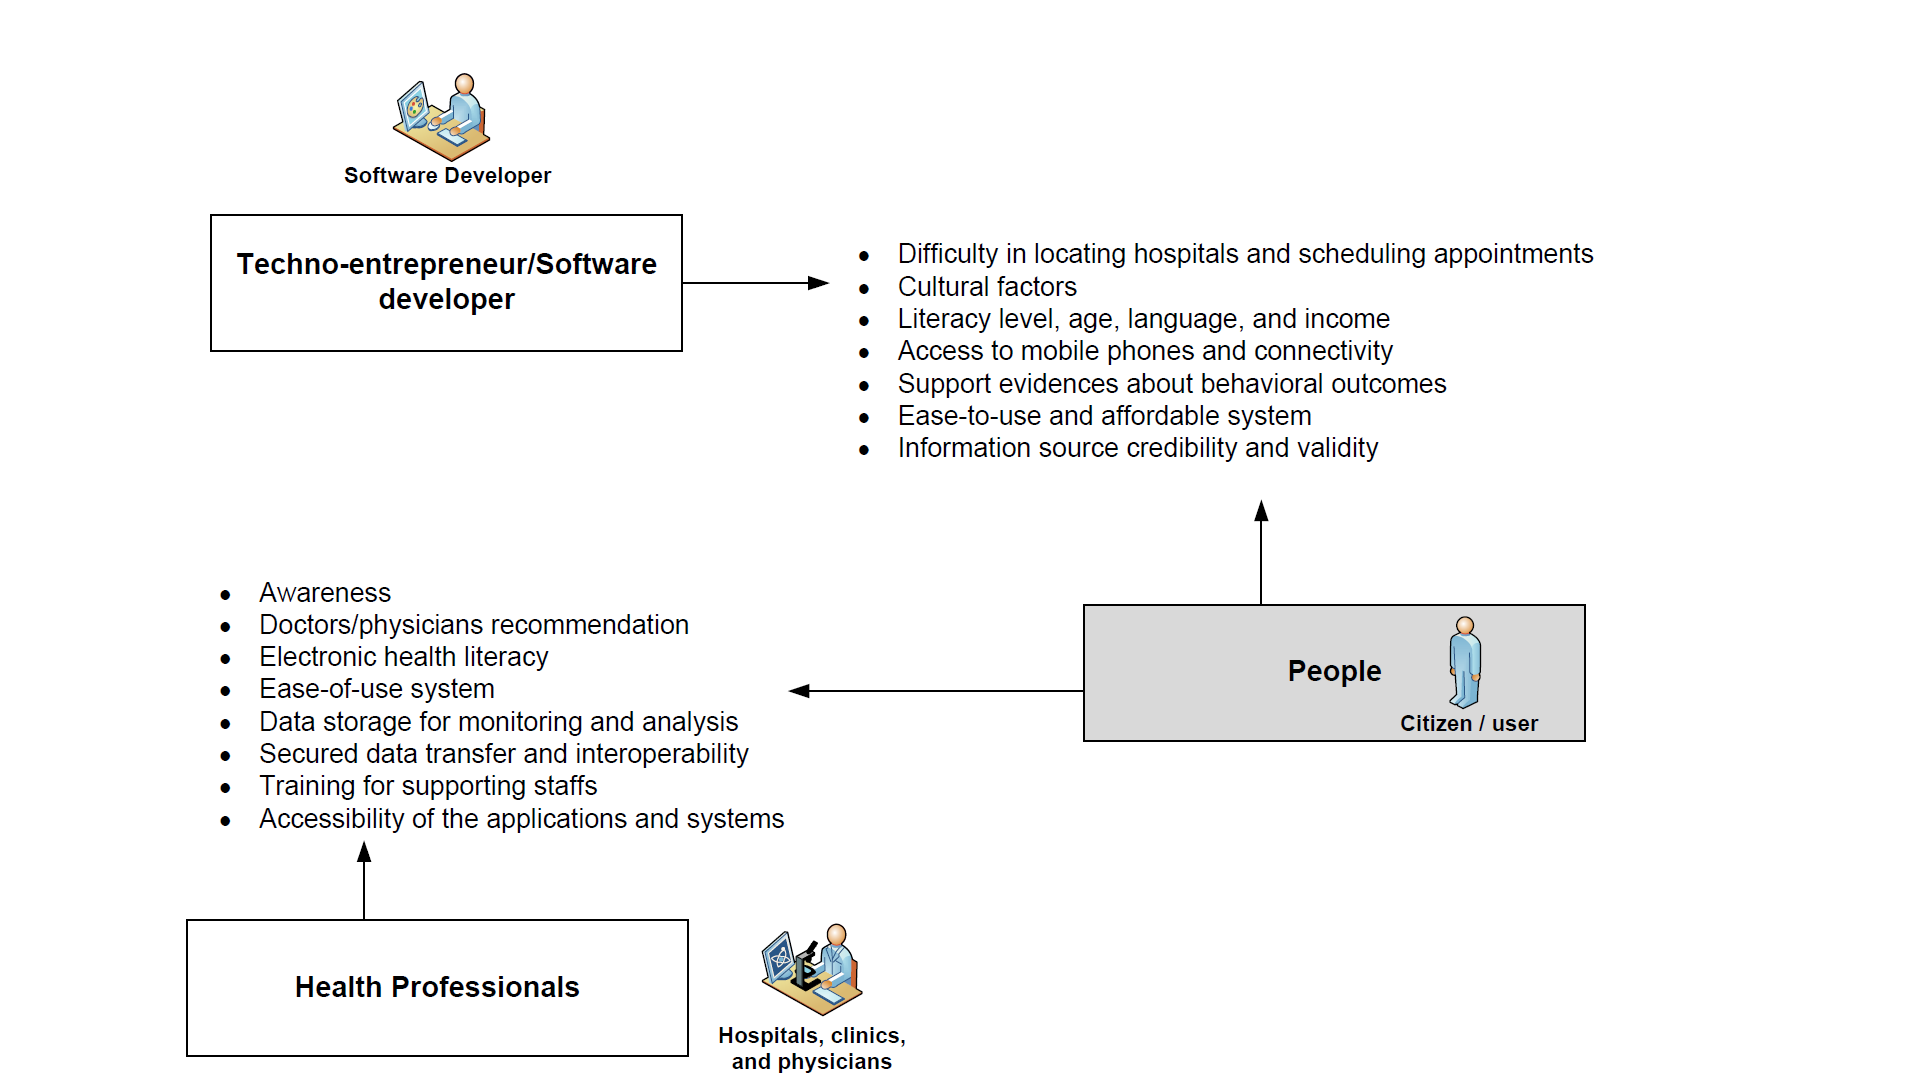 Software Developer
Techno-entrepreneur/Software
developer
• Difficulty in locating hospitals and scheduling appointments
• Cultural factors
• Literacy level, age, language, and income
• Access to mobile phones and connectivity
• Support evidences about behavioral outcomes
• Ease-to-use and affordable system
• Information source credibility and validity
• Awareness
• Doctors/physicians recommendation
• Electronic health literacy
• Ease-of-use system
• Data storage for monitoring and analysis
• Secured data transfer and interoperability
• Training for supporting staffs
• Accessibility of the applications and systems
People
Citizen / user
Health Professionals
Hospitals, clinics,
and physicians